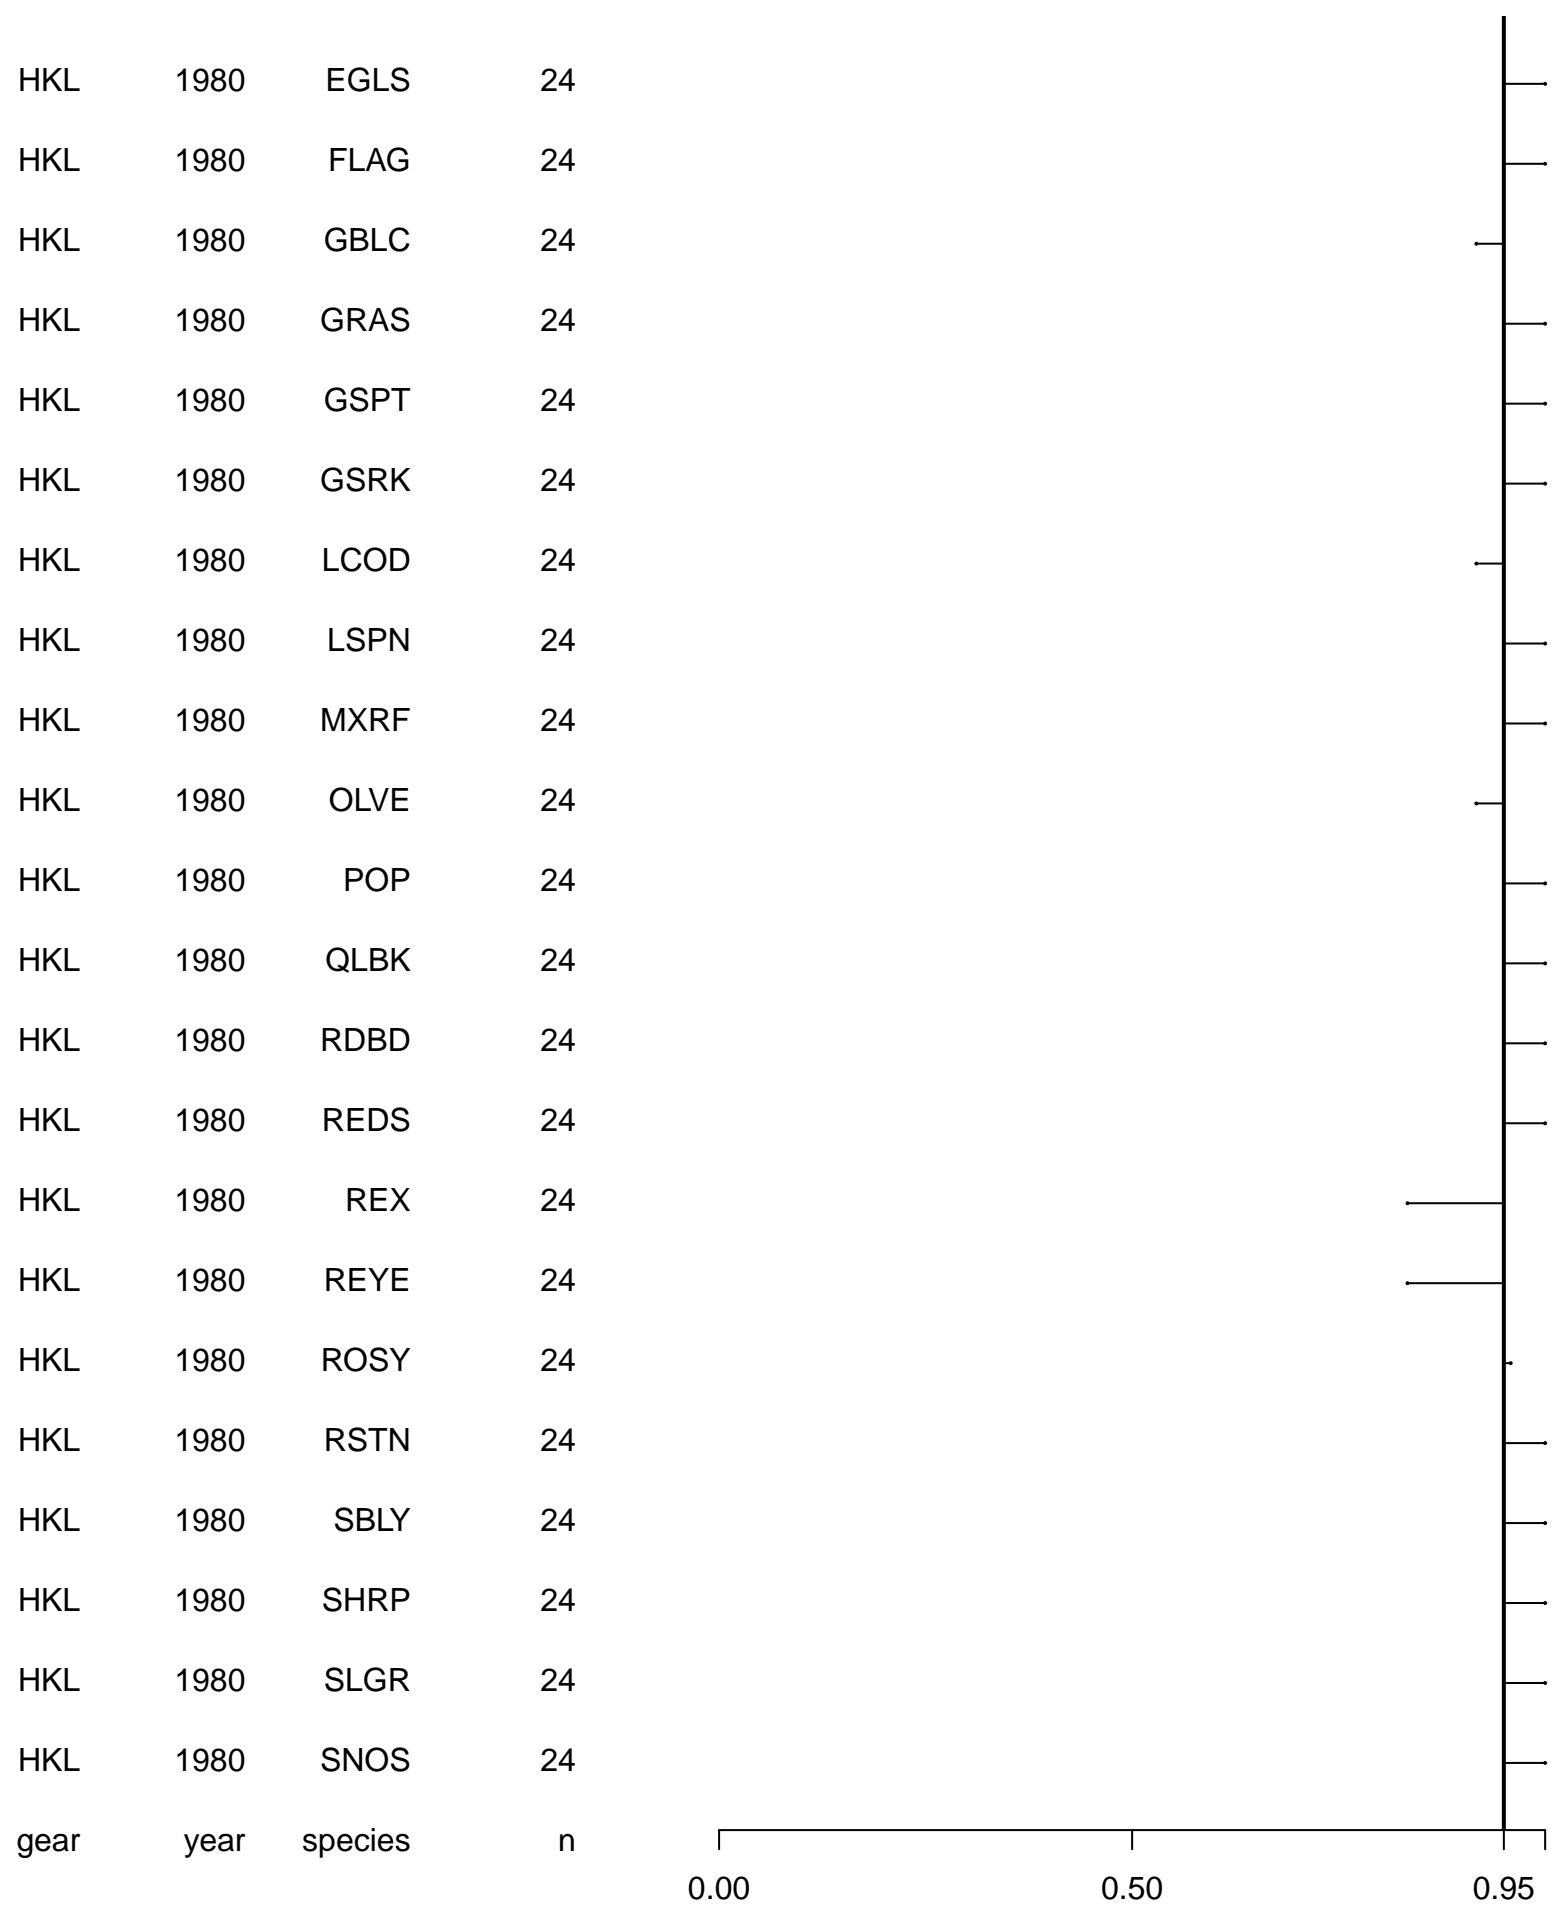 HKL 1980 EGLS 24
HKL 1980 FLAG 24
HKL 1980 GBLC 24
HKL 1980 GRAS 24
HKL 1980 GSPT 24
HKL 1980 GSRK 24
HKL 1980 LCOD 24
HKL 1980 LSPN 24
HKL 1980 MXRF 24
HKL 1980 OLVE 24
HKL 1980 POP 24
HKL 1980 QLBK 24
HKL 1980 RDBD 24
HKL 1980 REDS 24
HKL 1980 REX 24
HKL 1980 REYE 24
HKL 1980 ROSY 24
HKL 1980 RSTN 24
HKL 1980 SBLY 24
HKL 1980 SHRP 24
HKL 1980 SLGR 24
HKL 1980 SNOS 24
gear year species n
0.00 0.50 0.95